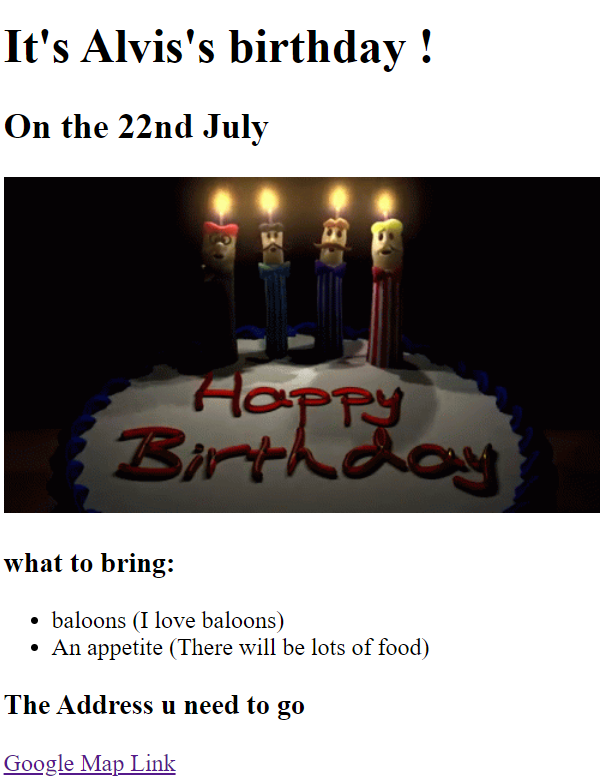 It's Alvis's birthday !
On the 22nd July
Happy
Birthday
what to bring:
baloons (I love baloons)
An appetite (There will be lots of food)
The Address u need to go
Google Map Link